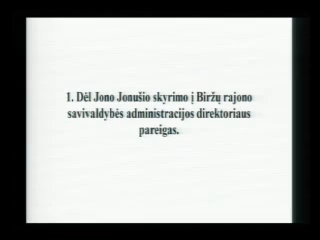 1. Dėl Jono Jonušio skyrimo į Biržų rajono
savivaldybės administracijos direktoriaus
pareigas.